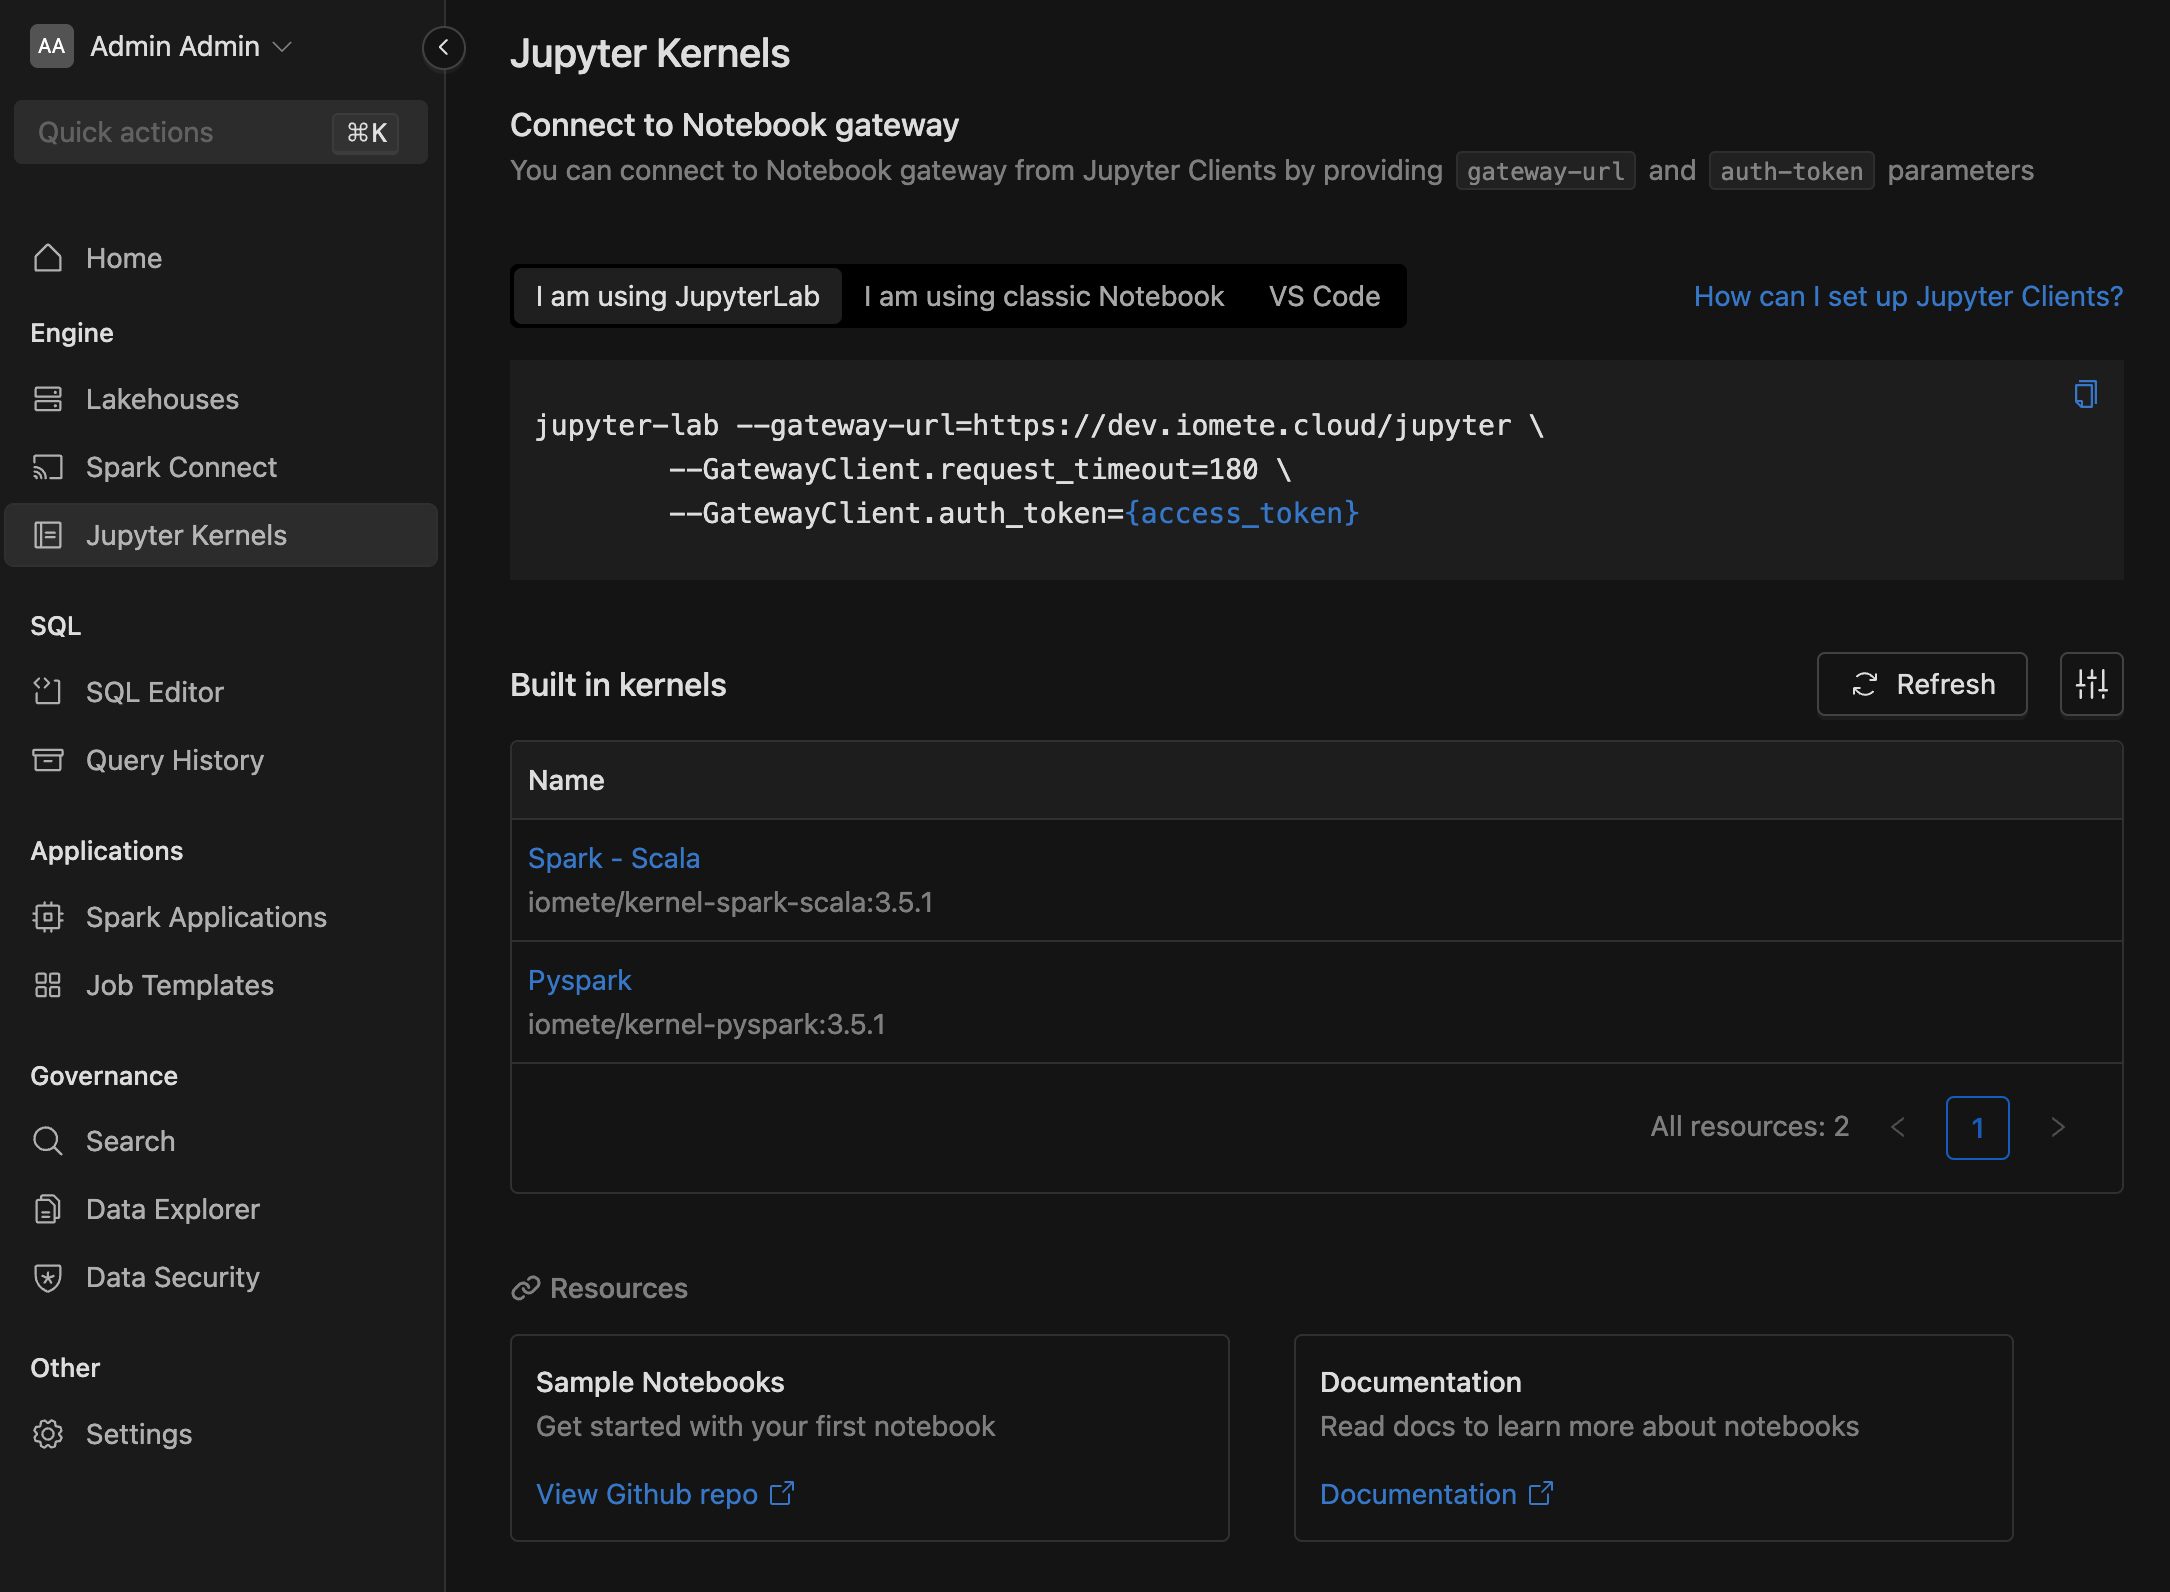 AA Admin Admin
Quick actions ⌘K
Home
Engine
Lakehouses
Spark Connect
Jupyter Kernels
SQL
SQL Editor
Query History
Applications
Spark Applications
Job Templates
Governance
Search
Data Explorer
Data Security
Other
Settings
Jupyter Kernels
Connect to Notebook gateway
You can connect to Notebook gateway from Jupyter Clients by providing gateway-url and auth-token parameters
I am using JupyterLab I am using classic Notebook VS Code How can I set up Jupyter Clients?
jupyter-lab --gateway-url=https://dev.iomete.cloud/jupyter \
--GatewayClient.request_timeout=180 \
--GatewayClient.auth_token={access_token}
Built in kernels Refresh
Name
Spark - Scala
iomete/kernel-spark-scala:3.5.1
Pyspark
iomete/kernel-pyspark:3.5.1
All resources: 2 < 1 >
Resources
Sample Notebooks
Get started with your first notebook
View Github repo
Documentation
Read docs to learn more about notebooks
Documentation